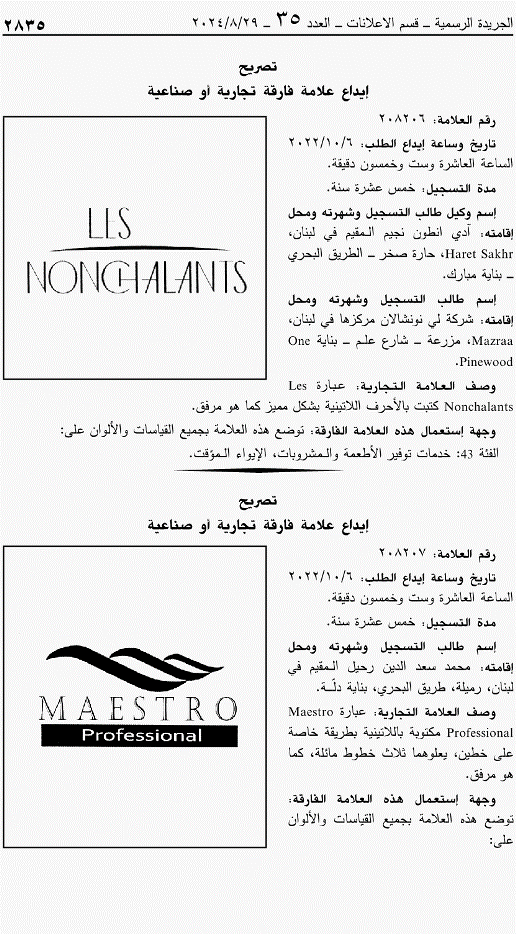 الجريدة الرسمية ــ قسم الاعلانات ــ العدد ٣٥ ــ ٢٠٢٤/٨/٢٩
٢٨٣٥
تصريح
إيداع علامة فارقة تجارية أو صناعية
رقم العلامة: ٢٠٨٢٠٦
تاريخ وساعة إيداع الطلب: ٢٠٢٢/١٠/٦
الساعة العاشرة وست وخمسون دقيقة.
مدة التسجيل: خمس عشرة سنة.
إسم وكيل طالب التسجيل وشهرته ومحل
إقامته: آدي انطون نجيم المقيم في لبنان،
Haret Sakhr، حارة صخر ــ الطريق البحري
ــ بناية مبارك.
إسم طالب التسجيل وشهرته ومحل
إقامته: شركة لي نونشالان مركزها في لبنان،
Mazraa، مزرعة ــ شارع علم ــ بناية One
Pinewood.
وصف العلامة التجارية: عبارة Les
Nonchalants كتبت بالأحرف اللاتينية بشكل مميز كما هو مرفق.
LES
NONCHALANTS
وجهة إستعمال هذه العلامة الفارقة: توضع هذه العلامة بجميع القياسات والألوان على:
الفئة 43: خدمات توفير الأطعمة والمشروبات، الإيواء المؤقت.
تصريح
إيداع علامة فارقة تجارية أو صناعية
رقم العلامة: ٢٠٨٢٠٧
تاريخ وساعة إيداع الطلب: ٢٠٢٢/١٠/٦
الساعة العاشرة وست وخمسون دقيقة.
مدة التسجيل: خمس عشرة سنة.
إسم طالب التسجيل وشهرته ومحل
إقامته: محمد سعد الدين رحيل المقيم في
لبنان، رميلة، طريق البحري، بناية دلـة.
وصف العلامة التجارية: عبارة Maestro
Professional مكتوبة باللاتينية بطريقة خاصة
على خطين، يعلوهما ثلاث خطوط مائلة، كما
هو مرفق.
وجهة إستعمال هذه العلامة الفارقة:
توضع هذه العلامة بجميع القياسات والألوان
على:
MAESTRO
Professional